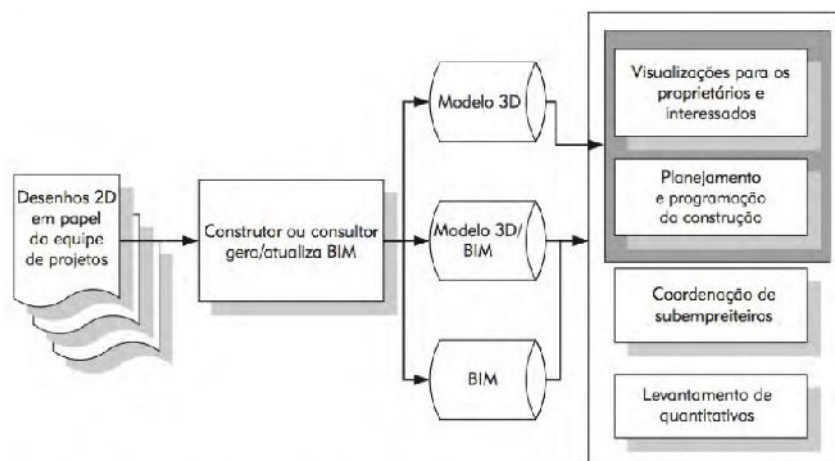 Desenhos 2D
em papel
da equipe
de projetos
Construtor ou consultor
gera/atualiza BIM
Modelo 3D
Modelo 3D/
BIM
BIM
Visualizações para os
proprietários e
interessados
Planejamento
e programação
da construção
Coordenação de
subempreiteiros
Levantamento de
quantitativos